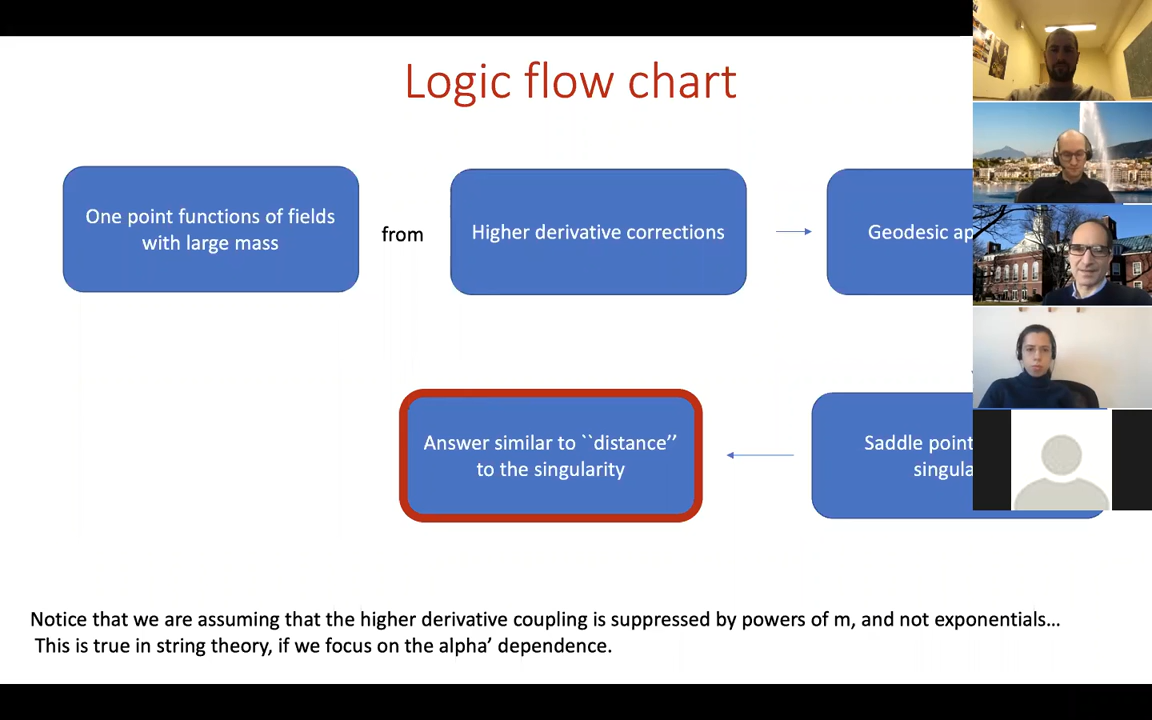 Logic flow chart
One point functions of fields
with large mass
from
Higher derivative corrections
Geodesic
Answer similar to ``distance’’
to the singularity
Saddle point
Notice that we are assuming that the higher derivative coupling is suppressed by powers of m, and not exponentials…
This is true in string theory, if we focus on the alpha’ dependence.